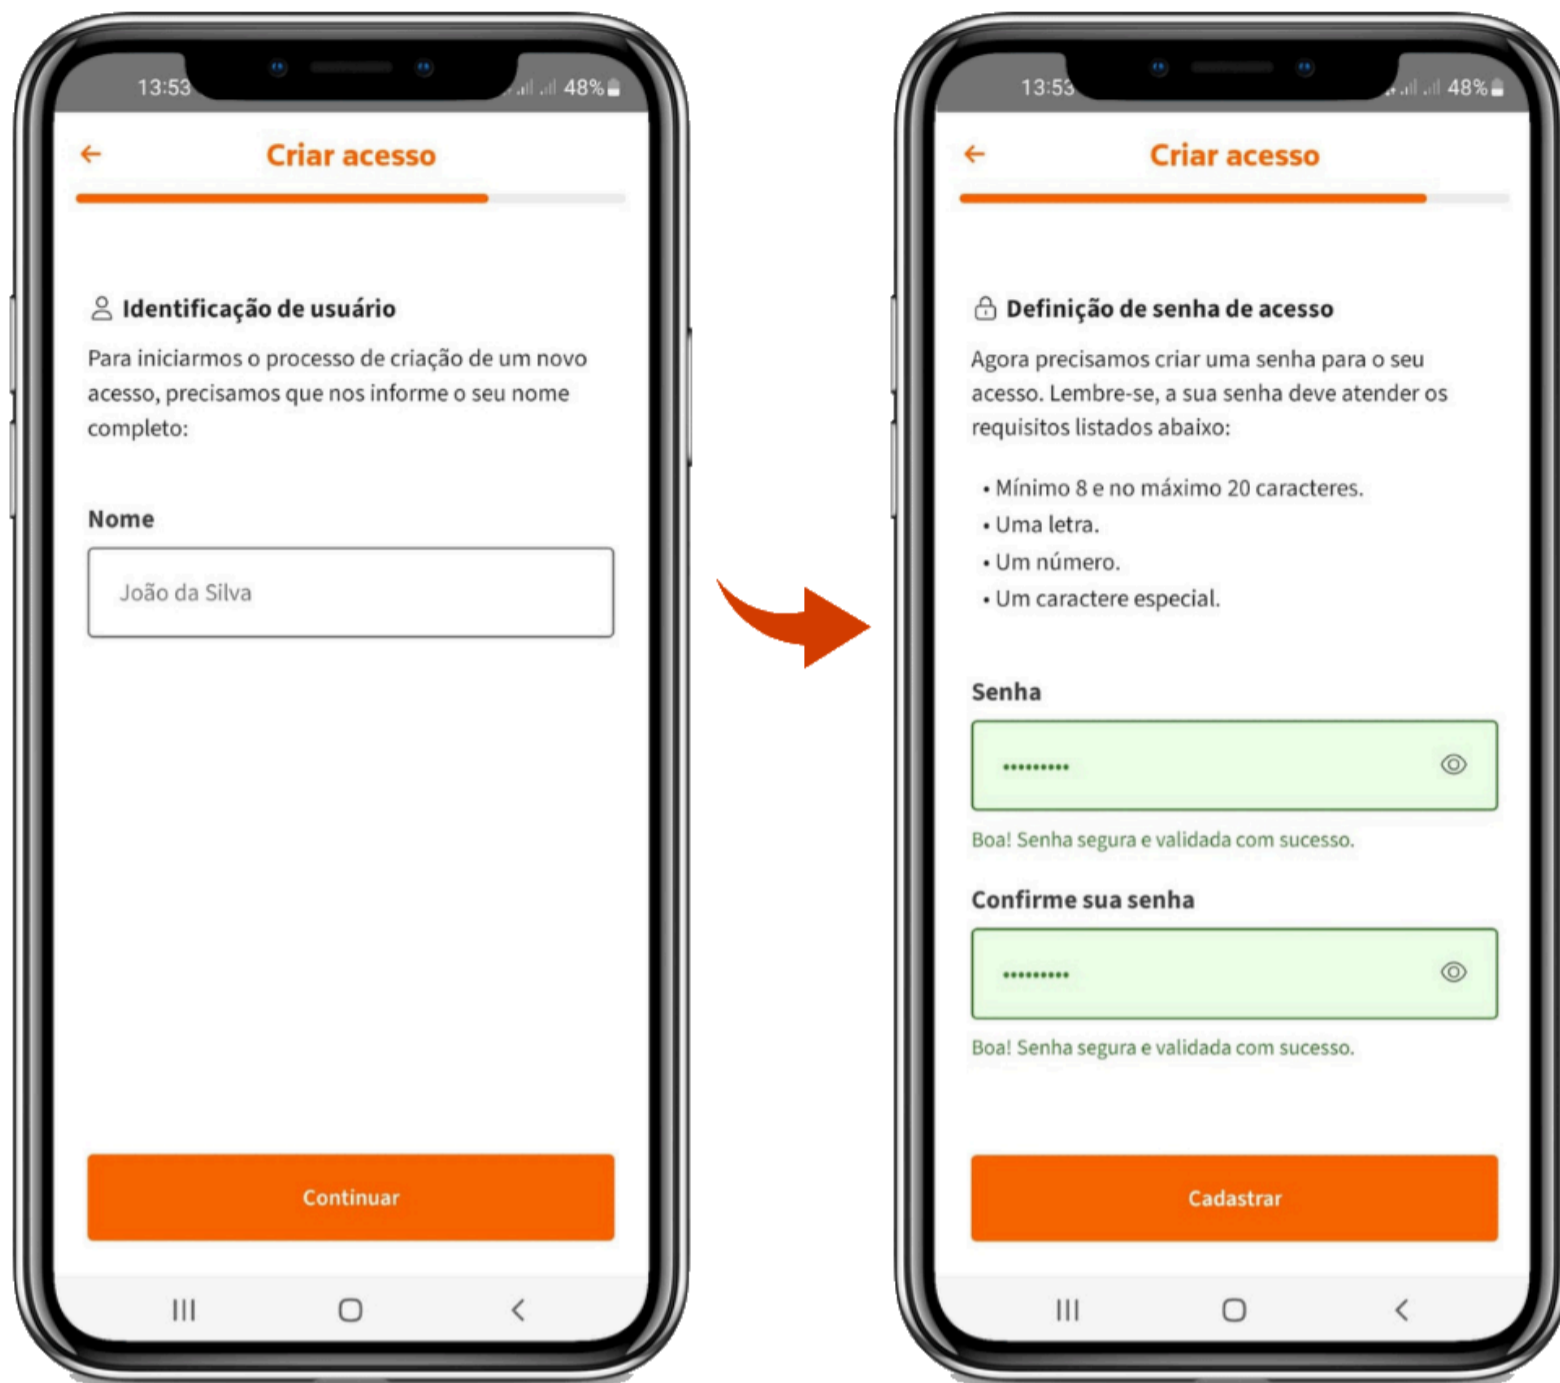 13:53
48%
Criar acesso
Identificação de usuário
Para iniciarmos o processo de criação de um novo
acesso, precisamos que nos informe o seu nome
completo:
Nome
João da Silva
Continuar
13:53
48%
Criar acesso
Definição de senha de acesso
Agora precisamos criar uma senha para o seu
acesso. Lembre-se, a sua senha deve atender os
requisitos listados abaixo:
• Mínimo 8 e no máximo 20 caracteres.
• Uma letra.
• Um número.
• Um caractere especial.
Senha
•••••••••
Boa! Senha segura e validada com sucesso.
Confirme sua senha
•••••••••
Boa! Senha segura e validada com sucesso.
Cadastrar